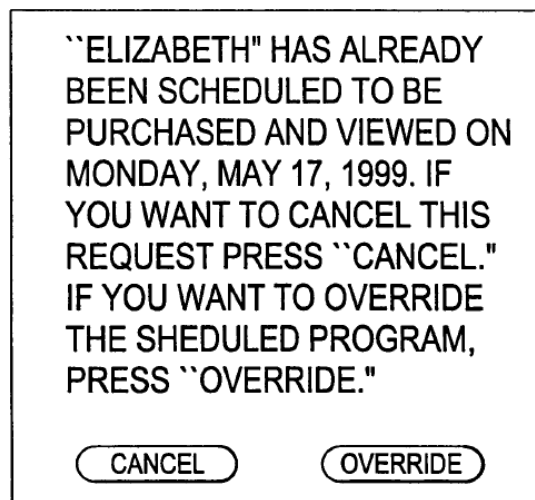 ``ELIZABETH" HAS ALREADY
BEEN SCHEDULED TO BE
PURCHASED AND VIEWED ON
MONDAY, MAY 17, 1999. IF
YOU WANT TO CANCEL THIS
REQUEST PRESS ``CANCEL."
IF YOU WANT TO OVERRIDE
THE SHEDULED PROGRAM,
PRESS ``OVERRIDE."
CANCEL OVERRIDE